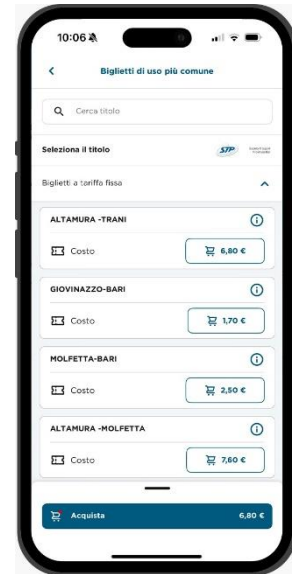 10:06
Biglietti di uso più comune
Cerca titolo
Seleziona il titolo
STP
Biglietti a tariffa fissa
ALTAMURA -TRANI
Costo
6,80 €
GIOVINAZZO-BARI
Costo
1,70 €
MOLFETTA-BARI
Costo
2,50 €
ALTAMURA -MOLFETTA
Costo
7,60 €
Acquista
6,80 €